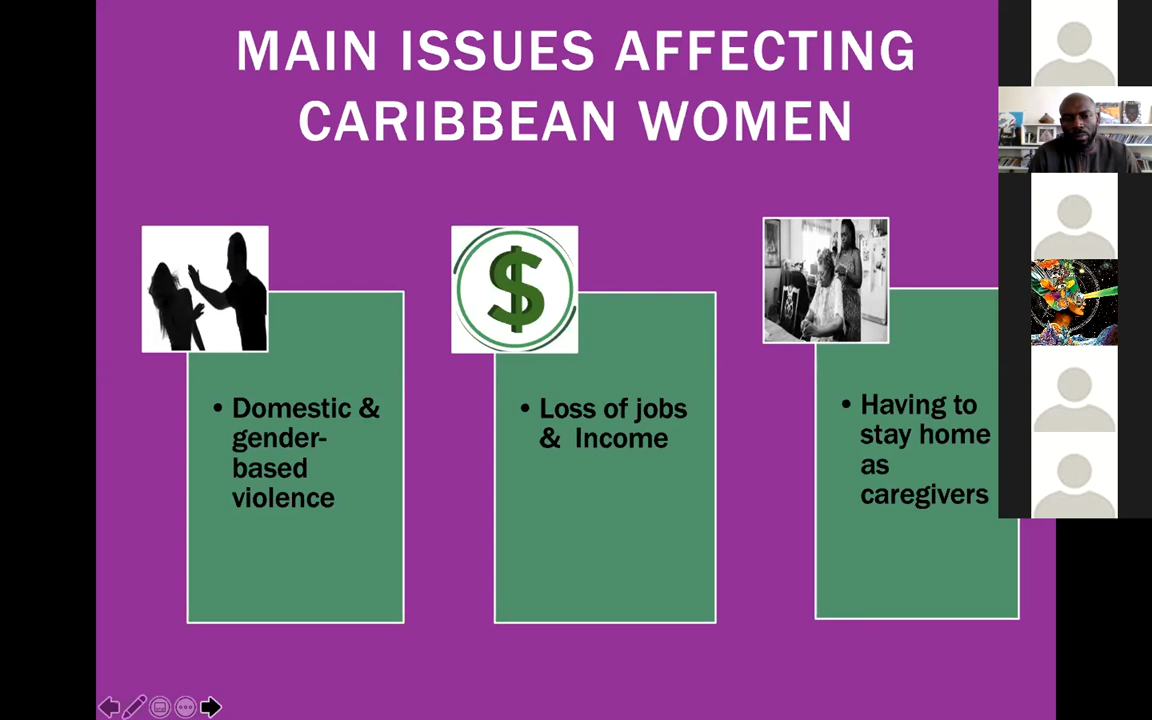 MAIN ISSUES AFFECTING
CARIBBEAN WOMEN
$
• Domestic &
gender-
based
violence
• Loss of jobs
& Income
• Having to
stay home
as
caregivers